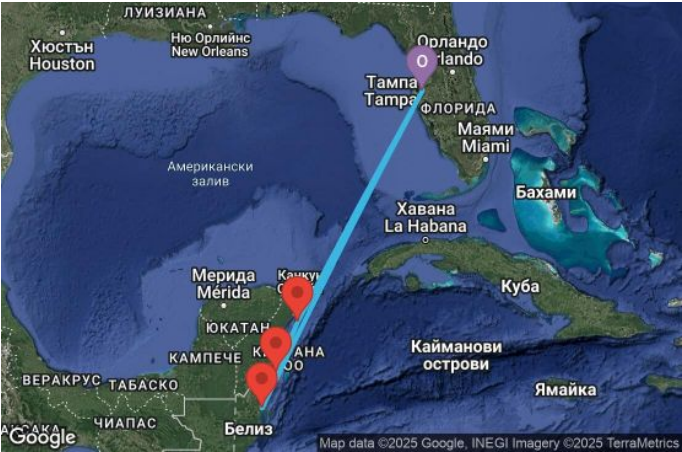 ЛУИЗИАНА
Хюстън
Houston
Ню Орлийнс
New Orleans
Орландо
Orlando
O
Тампа
Tampa
ФЛОРИДА
Маями
Miami
Американски
залив
Бахами
Хавана
La Habana
Мерида
Mérida
Куба
ЮКАТАН
КАМПЕЧЕ
Кайманови
острови
ВЕРАКРУС
ТАБАСКО
Ямайка
ЧИАПАС
Белиз
Google
Map data ©2025 Google, INEGI Imagery ©2025 TerraMetrics